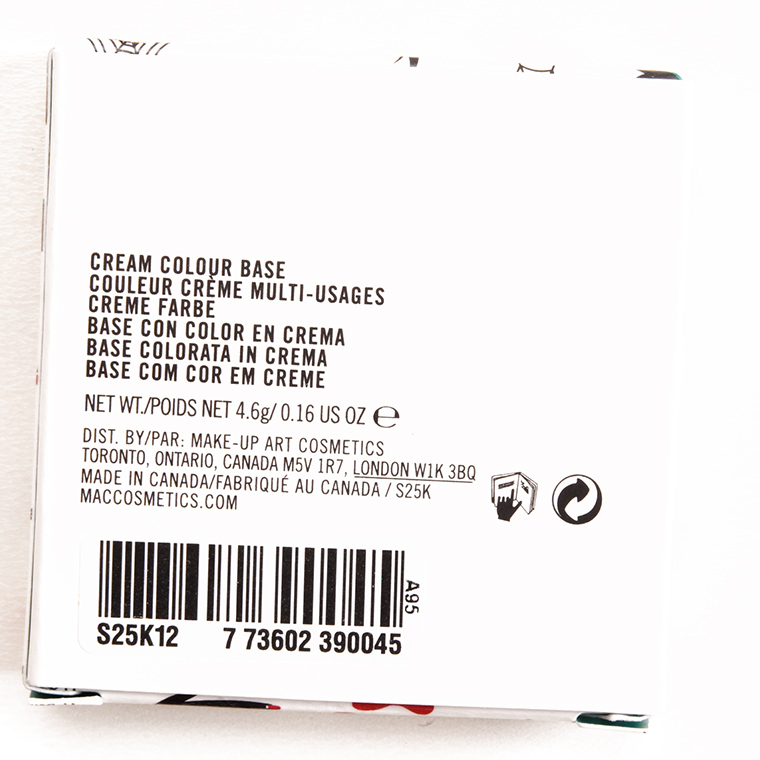 CREAM COLOUR BASE
COULEUR CRÈME MULTI-USAGES
CREME FARBE
BASE CON COLOR EN CREMA
BASE COLORATA IN CREMA
BASE COM COR EM CREME
NET WT./POIDS NET 4.6g/ 0.16 US OZ ℮
DIST. BY/PAR: MAKE-UP ART COSMETICS
TORONTO, ONTARIO, CANADA M5V 1R7, LONDON W1K 3BQ
MADE IN CANADA/FABRIQUÉ AU CANADA / S25K
MACCOSMETICS.COM
A95
S25K12 7 73602 390045